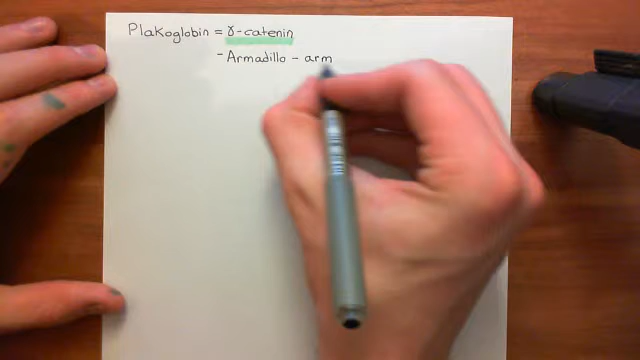 Plakoglobin = γ-catenin
- Armadillo - arm